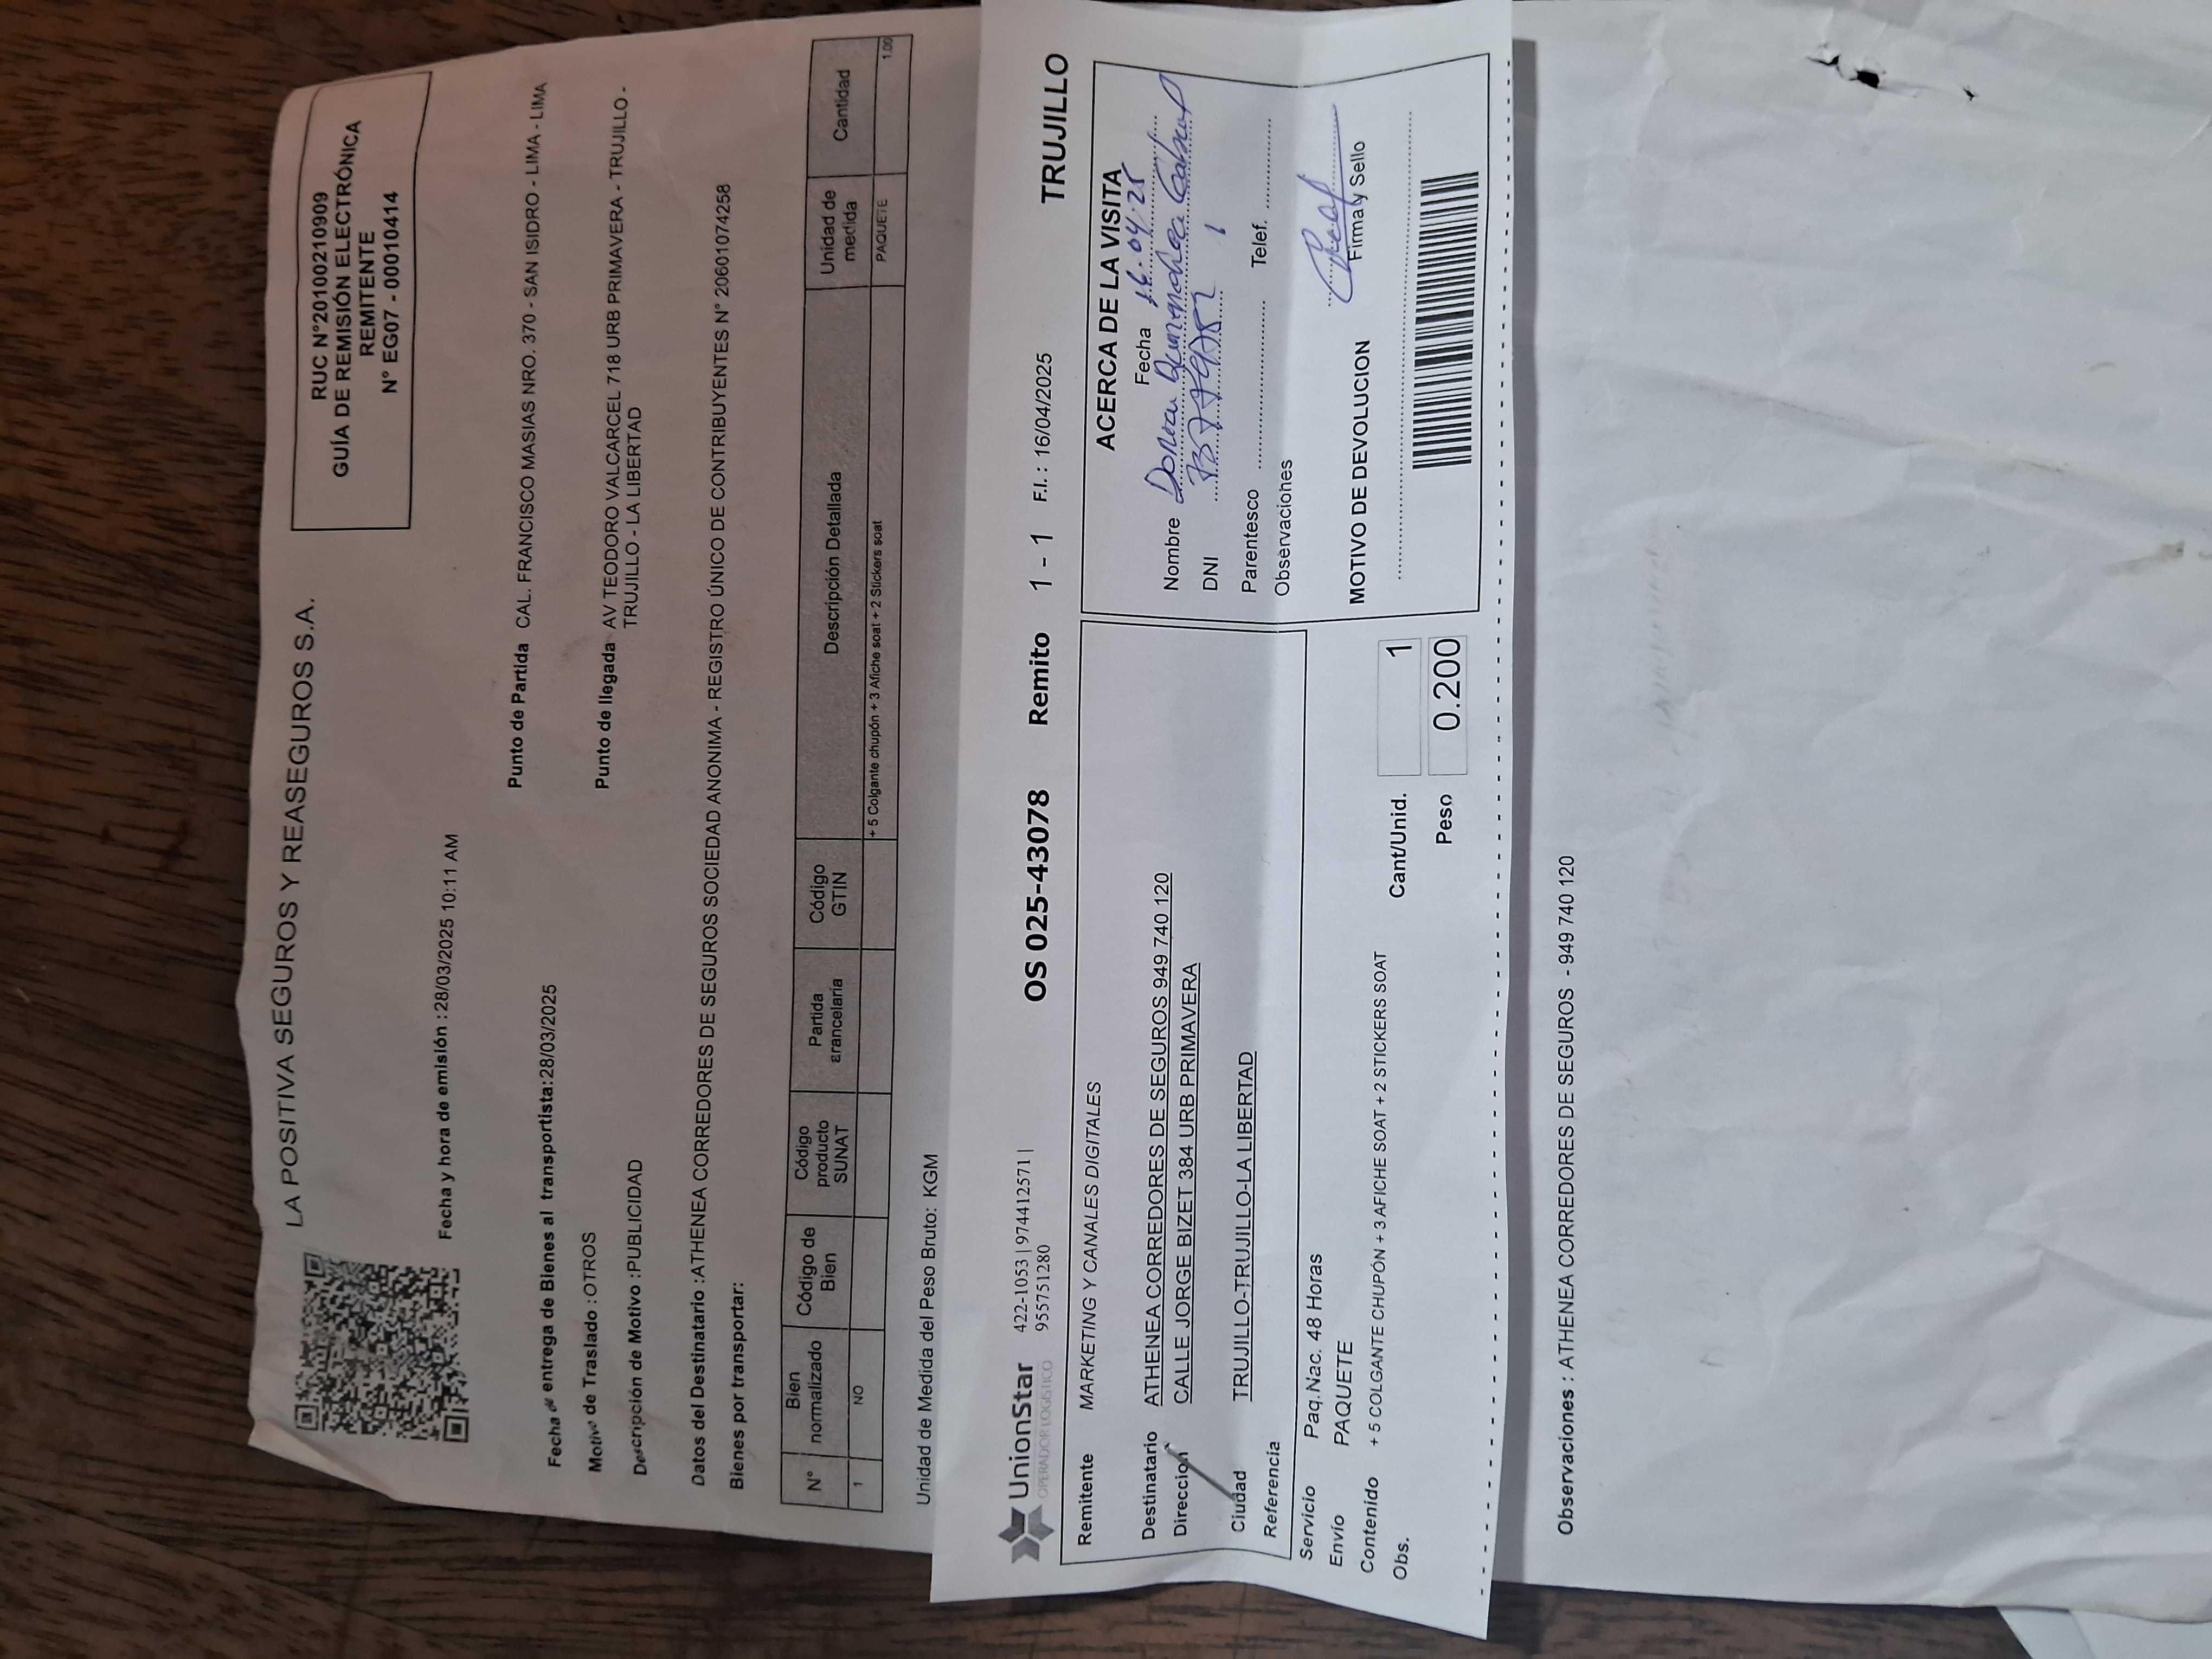 LA POSITIVA SEGUROS Y REASEGUROS S.A.
RUC N°20100210909
GUÍA DE REMISIÓN ELECTRÓNICA
REMITENTE
N° EG07 - 00010414
Fecha y hora de emisión : 28/03/2025 10:11 AM
Fecha de entrega de Bienes al transportista: 28/03/2025
Motivo de Traslado : OTROS
Descripción de Motivo : PUBLICIDAD
Punto de Partida CAL. FRANCISCO MASIAS NRO. 370 - SAN ISIDRO - LIMA - LIMA
Punto de llegada AV TEODORO VALCARCEL 718 URB PRIMAVERA - TRUJILLO -
TRUJILLO - LA LIBERTAD
Datos del Destinatario : ATHENEA CORREDORES DE SEGUROS SOCIEDAD ANONIMA - REGISTRO ÚNICO DE CONTRIBUYENTES N° 20601074258
Bienes por transportar:
N° Bien normalizado Código de Bien Código producto SUNAT Partida arancelaria Código GTIN Descripción Detallada Unidad de medida Cantidad
1 NO + 5 Colgante chupón + 3 Afiche soat + 2 Stickers soat PAQUETE 1.00
Unidad de Medida del Peso Bruto: KGM
UnionStar
OPERADOR LOGISTICO
422-1053 | 974412571 |
955751280
OS 025-43078 Remito 1 - 1 F.I. : 16/04/2025 TRUJILLO
Remitente MARKETING Y CANALES DIGITALES
Destinatario ATHENEA CORREDORES DE SEGUROS 949 740 120
Direccion CALLE JORGE BIZET 384 URB PRIMAVERA
Ciudad TRUJILLO-TRUJILLO-LA LIBERTAD
Referencia
Servicio Paq.Nac. 48 Horas
Envío PAQUETE
Contenido + 5 COLGANTE CHUPÓN + 3 AFICHE SOAT + 2 STICKERS SOAT
Obs.
Cant/Unid. 1
Peso 0.200
ACERCA DE LA VISITA
Fecha 16.04.25
Nombre
DNI
Parentesco Telef.
Observaciones
MOTIVO DE DEVOLUCION Firma y Sello
Observaciones : ATHENEA CORREDORES DE SEGUROS - 949 740 120